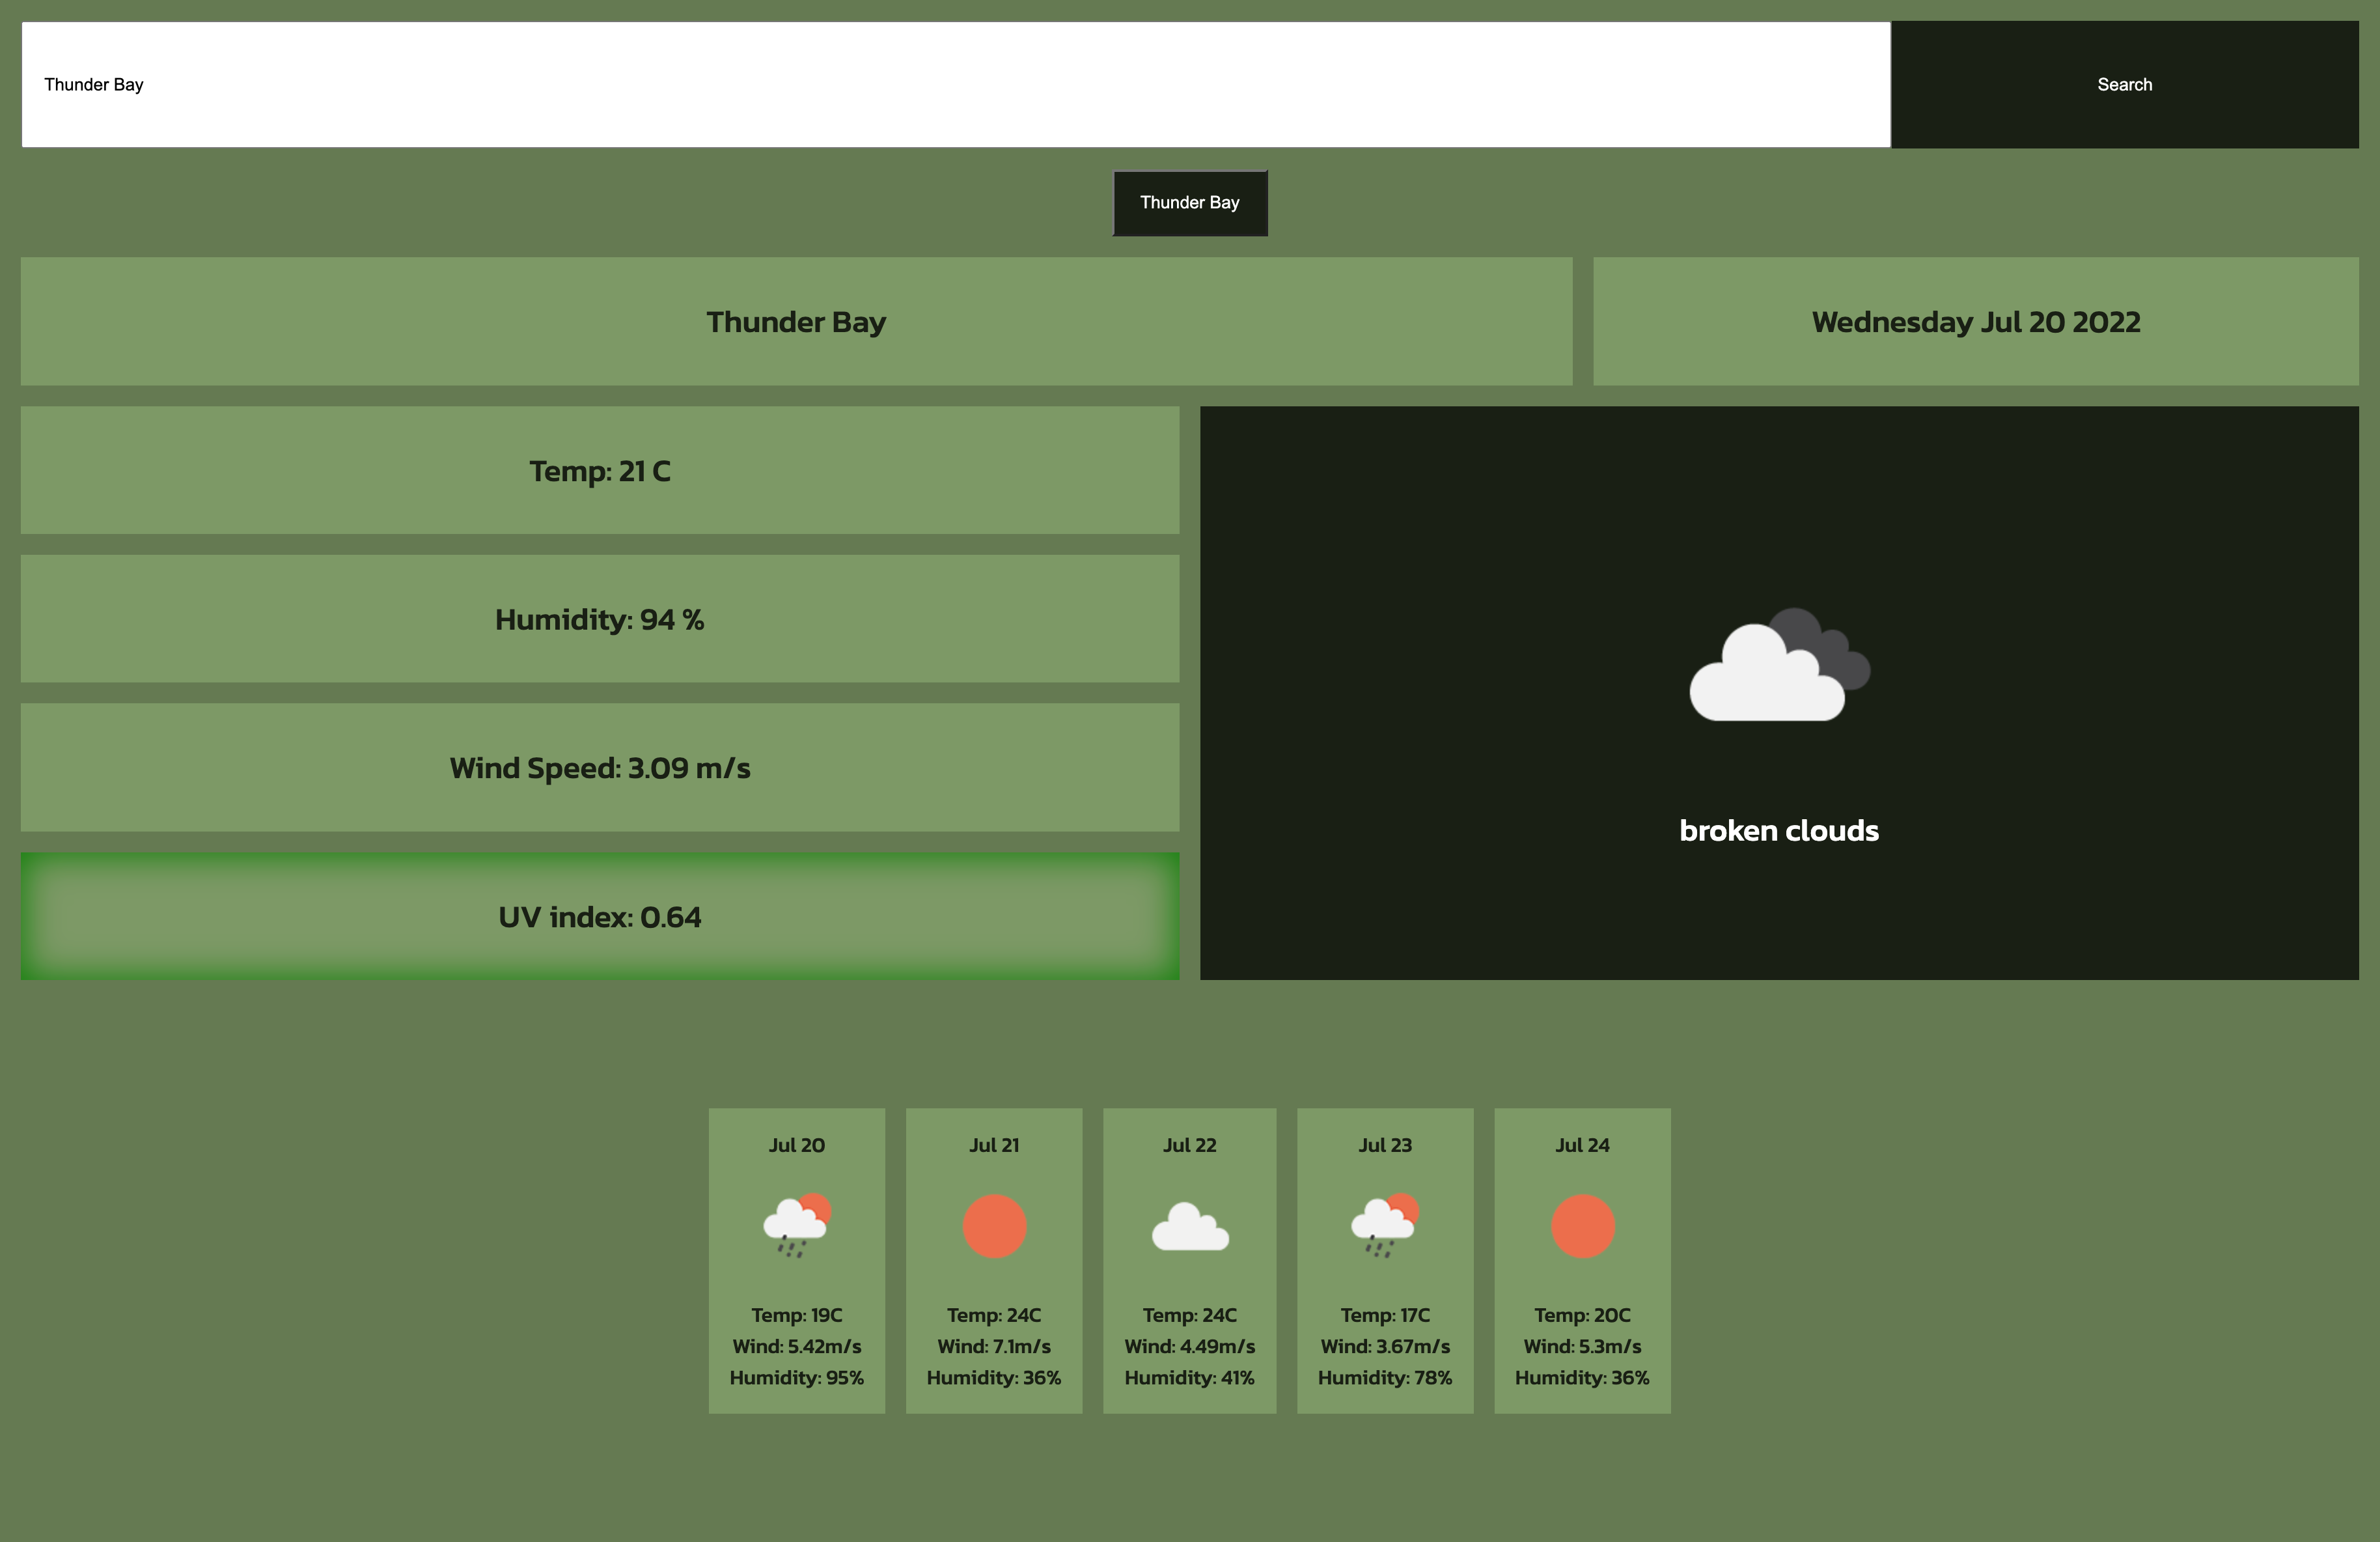 Thunder Bay
Search
Thunder Bay
Thunder Bay
Wednesday Jul 20 2022
Temp: 21 C
Humidity: 94 %
Wind Speed: 3.09 m/s
UV index: 0.64
broken clouds
Jul 20
Temp: 19C
Wind: 5.42m/s
Humidity: 95%
Jul 21
Temp: 24C
Wind: 7.1m/s
Humidity: 36%
Jul 22
Temp: 24C
Wind: 4.49m/s
Humidity: 41%
Jul 23
Temp: 17C
Wind: 3.67m/s
Humidity: 78%
Jul 24
Temp: 20C
Wind: 5.3m/s
Humidity: 36%